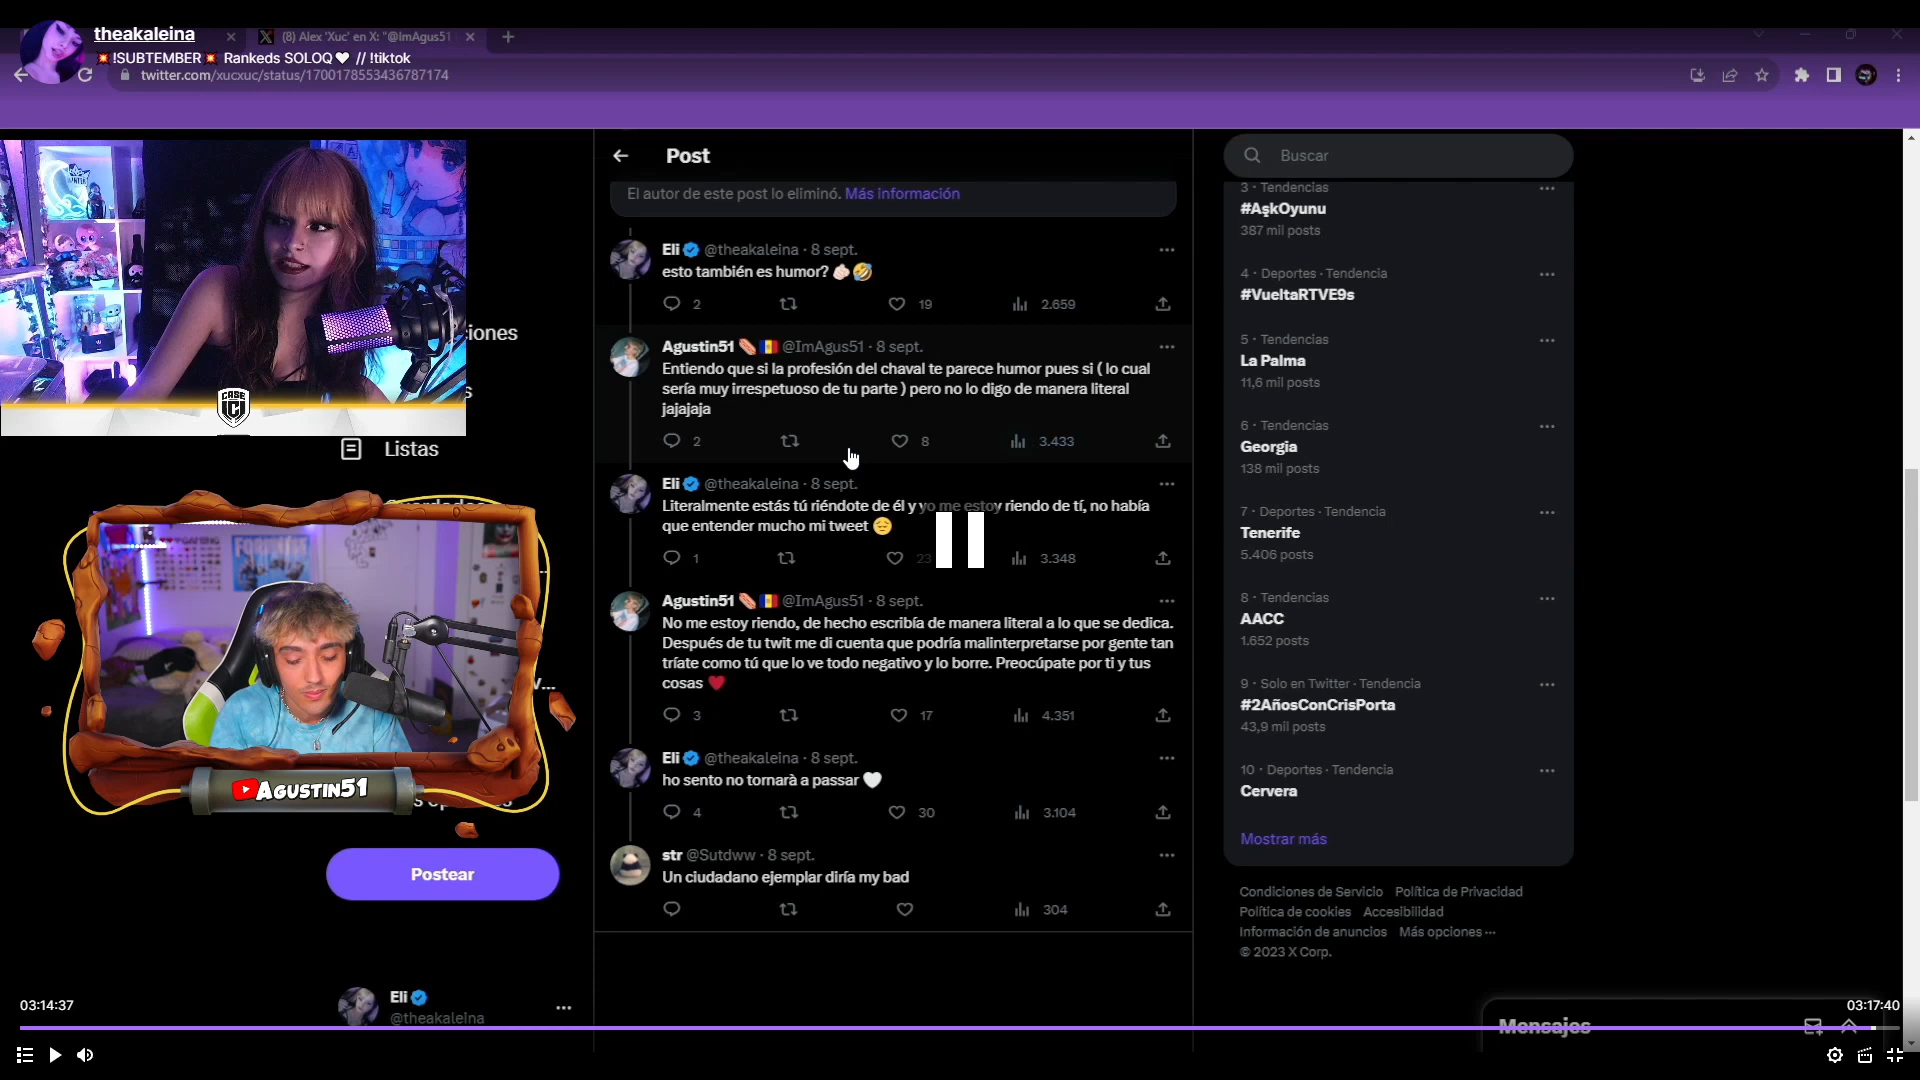 theakaleina
(8) Alex 'Xuc' en X: "@ImAgus51
💥!SUBTEMBER💥 Rankeds SOLOQ🤍 // !tiktok
twitter.com/xucxuc/status/1700178553436787174
Post
El autor de este post lo eliminó. Más información
Eli @theakaleina · 8 sept.
esto también es humor? 🫵🏻🤣
2 19 2.659
Agustin51 @ImAgus51 · 8 sept.
Entiendo que si la profesión del chaval te parece humor pues si ( lo cual
sería muy irrespetuoso de tu parte ) pero no lo digo de manera literal
jajajaja
2 8 3.433
Eli @theakaleina · 8 sept.
Literalmente estás tú riéndote de él y yo me estoy riendo de tí, no había
que entender mucho mi tweet 😔
1 23 3.348
Agustin51 @ImAgus51 · 8 sept.
No me estoy riendo, de hecho escribía de manera literal a lo que se dedica.
Después de tu twit me di cuenta que podría malinterpretarse por gente tan
tríate como tú que lo ve todo negativo y lo borre. Preocúpate por ti y tus
cosas ♥
3 17 4.351
Eli @theakaleina · 8 sept.
ho sento no tornarà a passar 🤍
4 30 3.104
str @Sutdww · 8 sept.
Un ciudadano ejemplar diría my bad
304
Buscar
3 · Tendencias
#AşkOyunu
387 mil posts
4 · Deportes · Tendencia
#VueltaRTVE9s
5 · Tendencias
La Palma
11,6 mil posts
6 · Tendencias
Georgia
138 mil posts
7 · Deportes · Tendencia
Tenerife
5.406 posts
8 · Tendencias
AACC
1.652 posts
9 · Solo en Twitter · Tendencia
#2AñosConCrisPorta
43,9 mil posts
10 · Deportes · Tendencia
Cervera
Mostrar más
Condiciones de Servicio Política de Privacidad
Política de cookies Accesibilidad
Información de anuncios Más opciones ···
© 2023 X Corp.
iones
CASE
Listas
AGUSTIN51
Postear
Eli
@theakaleina
Mensajes
03:14:37
03:17:40